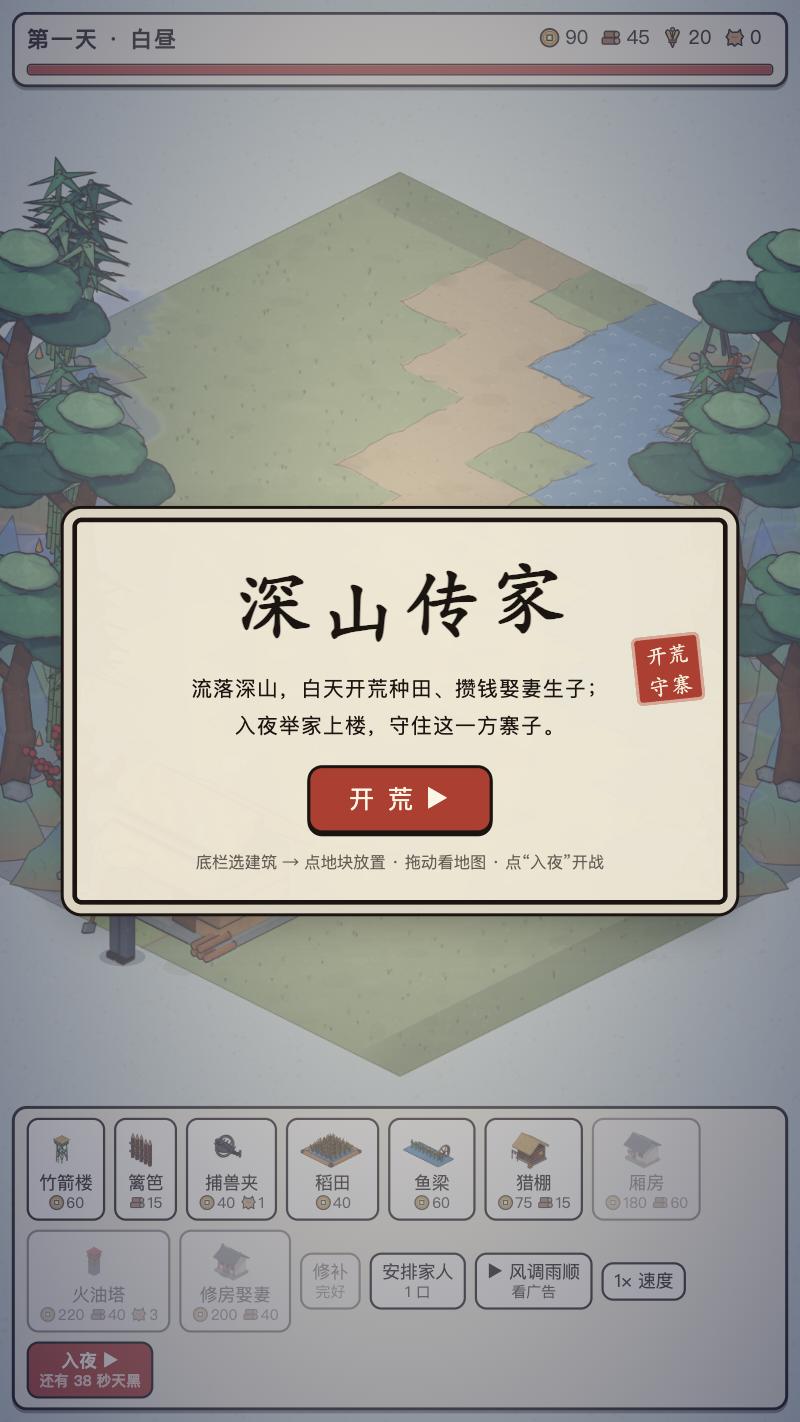 第一天 · 白昼
90 45 20 0
深山传家
开荒
守寨
流落深山，白天开荒种田、攒钱娶妻生子；
入夜举家上楼，守住这一方寨子。
开荒 ▶
底栏选建筑 → 点地块放置 · 拖动看地图 · 点“入夜”开战
竹箭楼 篱笆 捕兽夹 稻田 鱼梁 猎棚 厢房
60 15 40 1 40 60 75 15 180 60
火油塔 修房娶妻 修补 安排家人 ▶ 风调雨顺 1× 速度
220 40 3 200 40 完好 1 口 看广告
入夜 ▶
还有 38 秒天黑